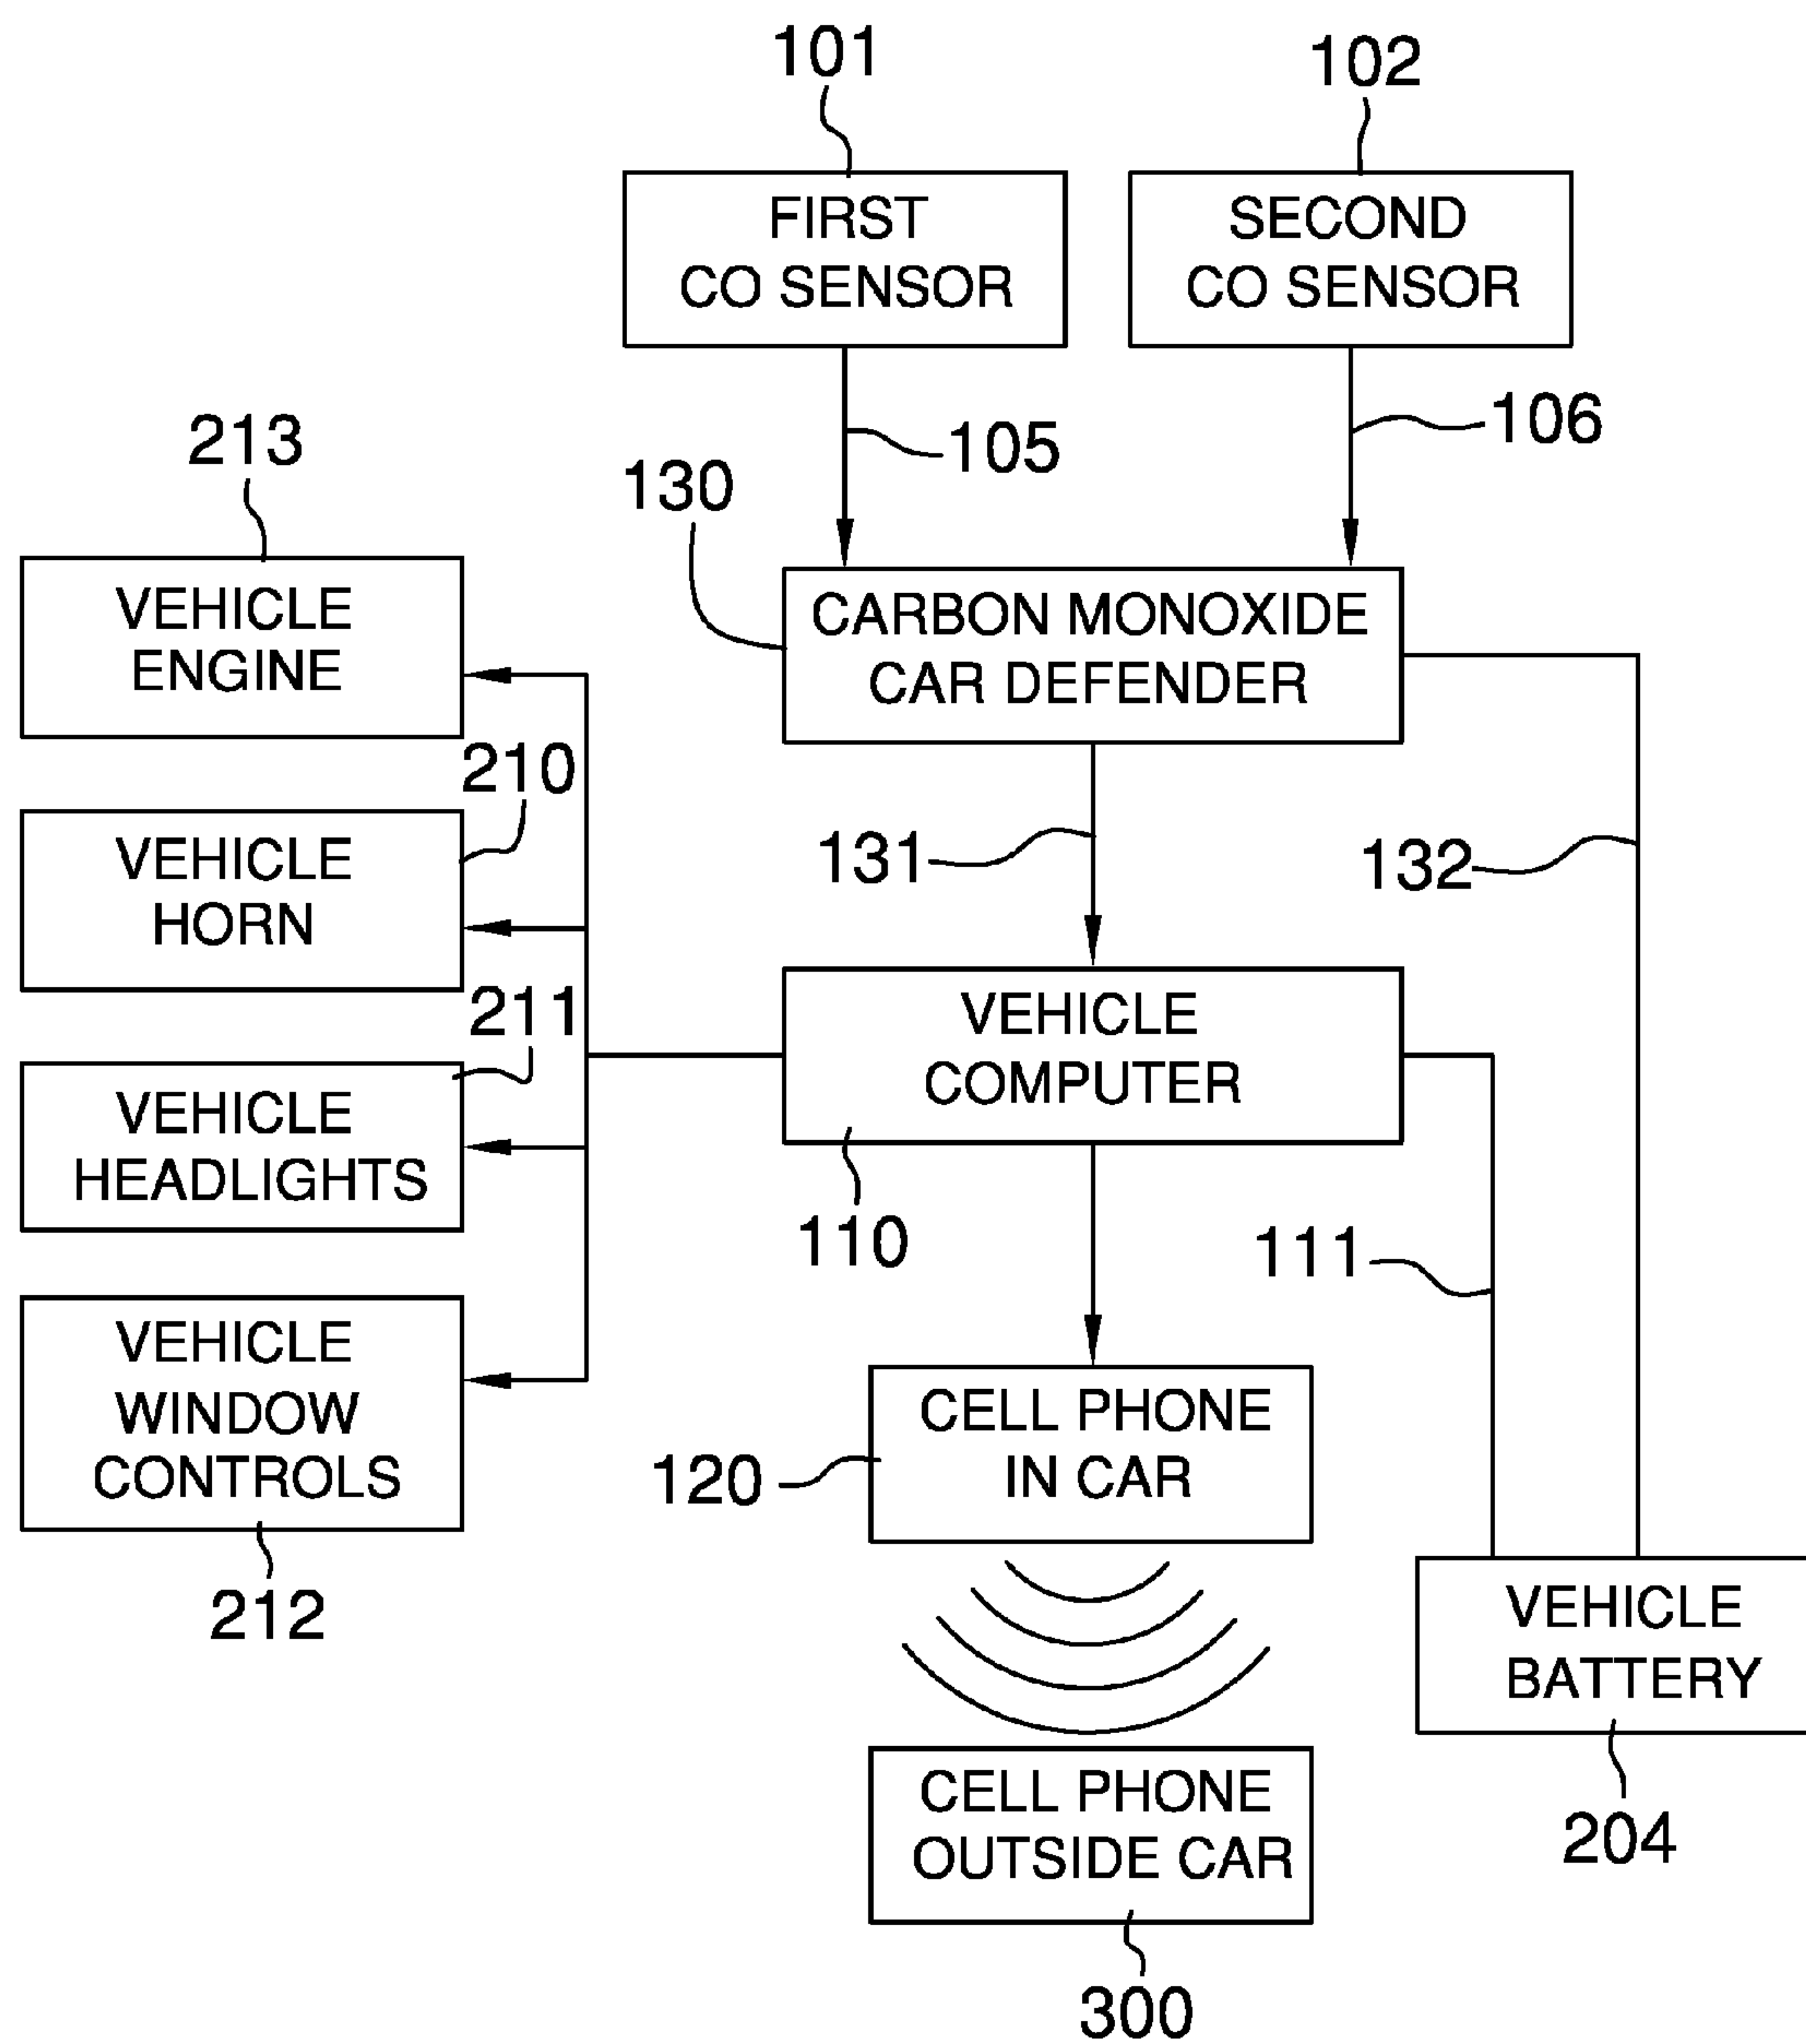 101
102
FIRST
CO SENSOR
SECOND
CO SENSOR
105
106
130
213
VEHICLE
ENGINE
CARBON MONOXIDE
CAR DEFENDER
210
VEHICLE
HORN
131
132
211
VEHICLE
COMPUTER
VEHICLE
HEADLIGHTS
110
111
VEHICLE
WINDOW
CONTROLS
212
CELL PHONE
IN CAR
120
VEHICLE
BATTERY
204
CELL PHONE
OUTSIDE CAR
300